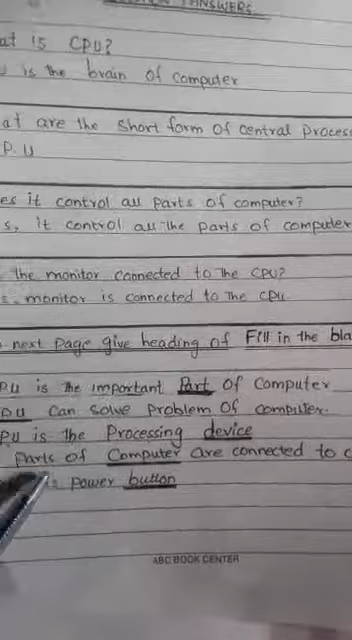 ANSWERS
at is CPU?
U is the brain of computer
at are the short form of central Process
P.U
es it control all parts of computer?
s, it control all the parts of computer
the monitor connected to the CPU?
s. monitor is connected to the CPU
next page give heading of Fill in the bla
PU is the important Part of Computer
PU can solve problem of computer.
PU is the Processing device
Parts of Computer are connected to c
power button
ABC BOOK CENTER